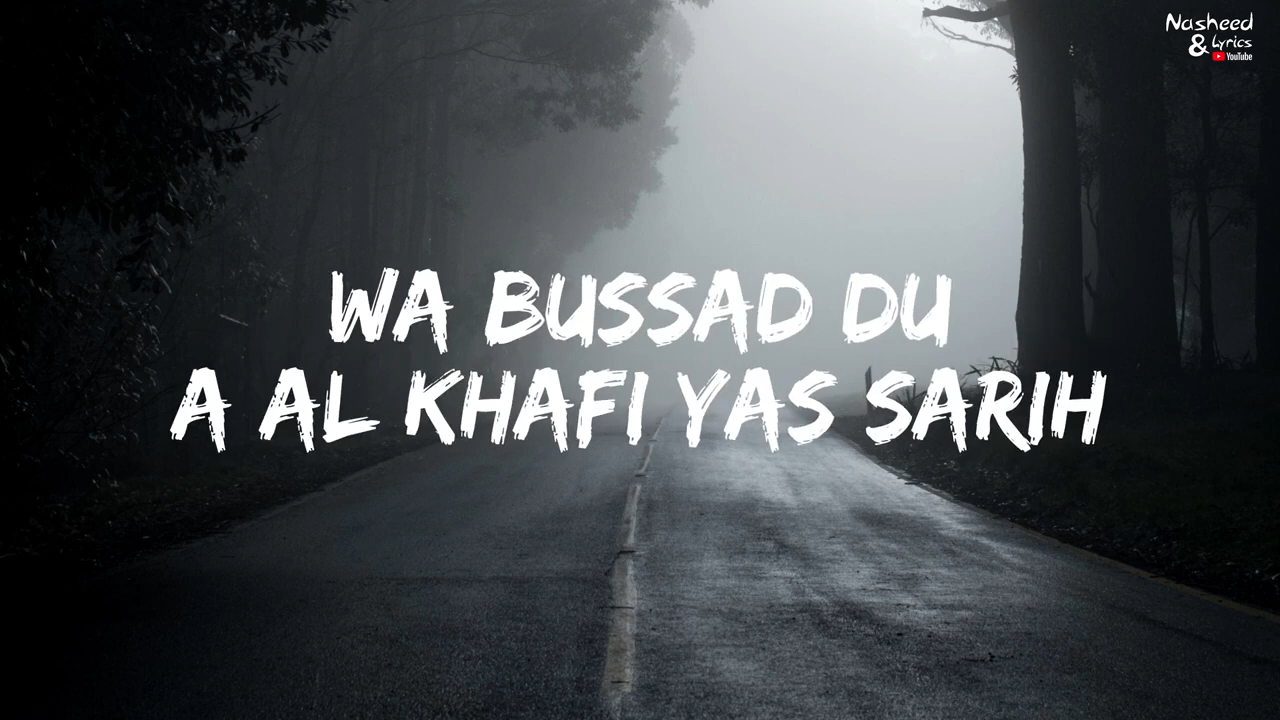 Nasheed
& Lyrics
YouTube
WA BUSSAD DU
A AL KHAFI YAS SARIH